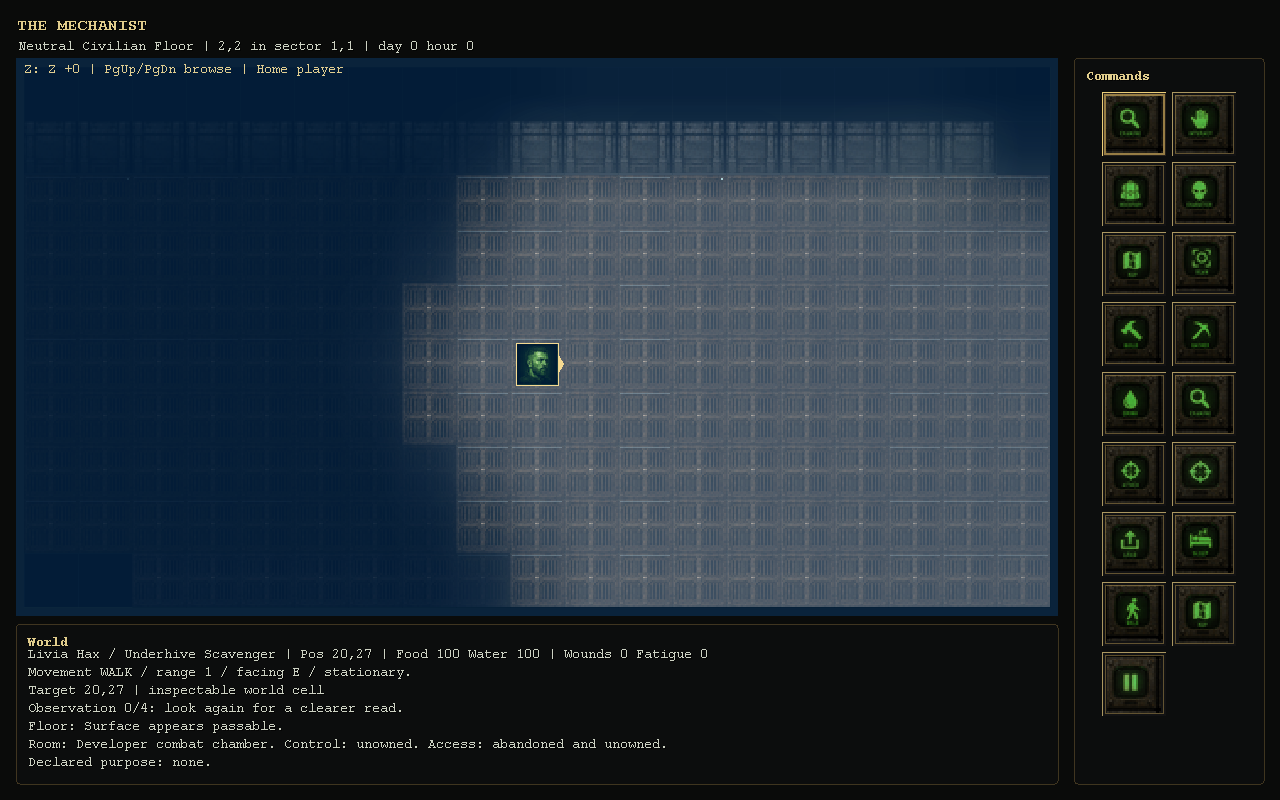 THE MECHANIST
Neutral Civilian Floor | 2,2 in sector 1,1 | day 0 hour 0
Z: Z +0 | PgUp/PgDn browse | Home player
Commands
World
Livia Hax / Underhive Scavenger | Pos 20,27 | Food 100 Water 100 | Wounds 0 Fatigue 0
Movement WALK / range 1 / facing E / stationary.
Target 20,27 | inspectable world cell
Observation 0/4: look again for a clearer read.
Floor: Surface appears passable.
Room: Developer combat chamber. Control: unowned. Access: abandoned and unowned.
Declared purpose: none.